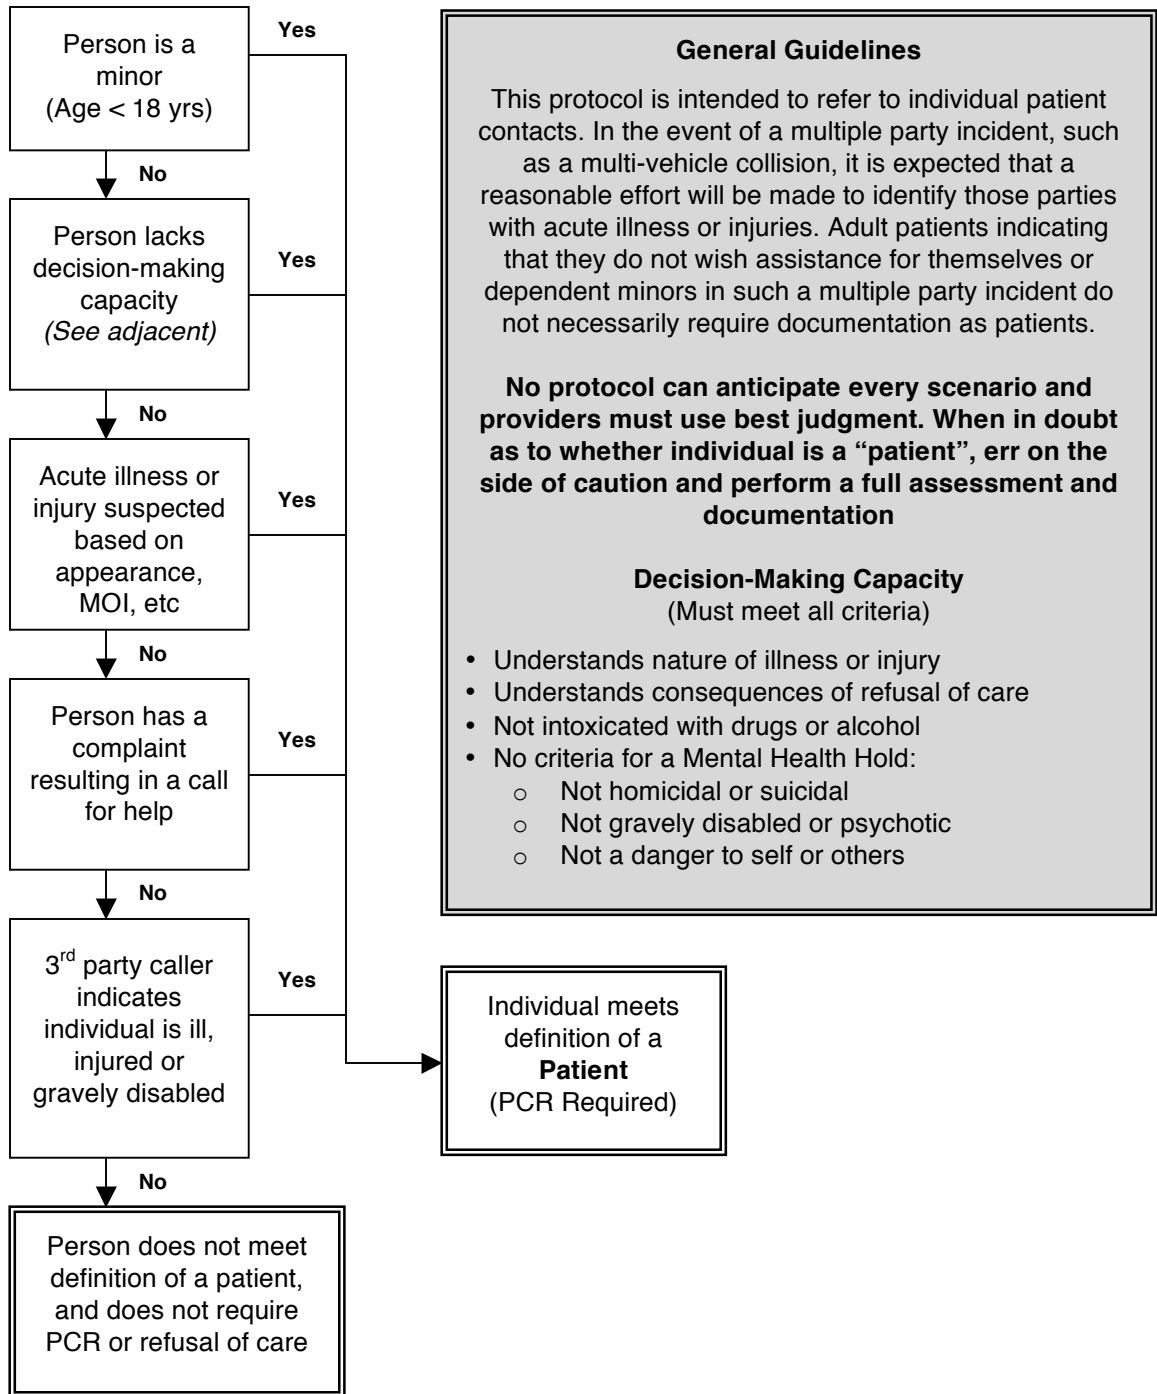 Person is a
minor
(Age < 18 yrs)
Yes
No
Person lacks
decision-making
capacity
(See adjacent)
Yes
No
Acute illness or
injury suspected
based on
appearance,
MOI, etc
Yes
No
Person has a
complaint
resulting in a call
for help
Yes
No
3rd party caller
indicates
individual is ill,
injured or
gravely disabled
Yes
No
Person does not meet
definition of a patient,
and does not require
PCR or refusal of care
General Guidelines
This protocol is intended to refer to individual patient
contacts. In the event of a multiple party incident, such
as a multi-vehicle collision, it is expected that a
reasonable effort will be made to identify those parties
with acute illness or injuries. Adult patients indicating
that they do not wish assistance for themselves or
dependent minors in such a multiple party incident do
not necessarily require documentation as patients.
No protocol can anticipate every scenario and
providers must use best judgment. When in doubt
as to whether individual is a “patient”, err on the
side of caution and perform a full assessment and
documentation
Decision-Making Capacity
(Must meet all criteria)
• Understands nature of illness or injury
• Understands consequences of refusal of care
• Not intoxicated with drugs or alcohol
• No criteria for a Mental Health Hold:
o Not homicidal or suicidal
o Not gravely disabled or psychotic
o Not a danger to self or others
Individual meets
definition of a
Patient
(PCR Required)